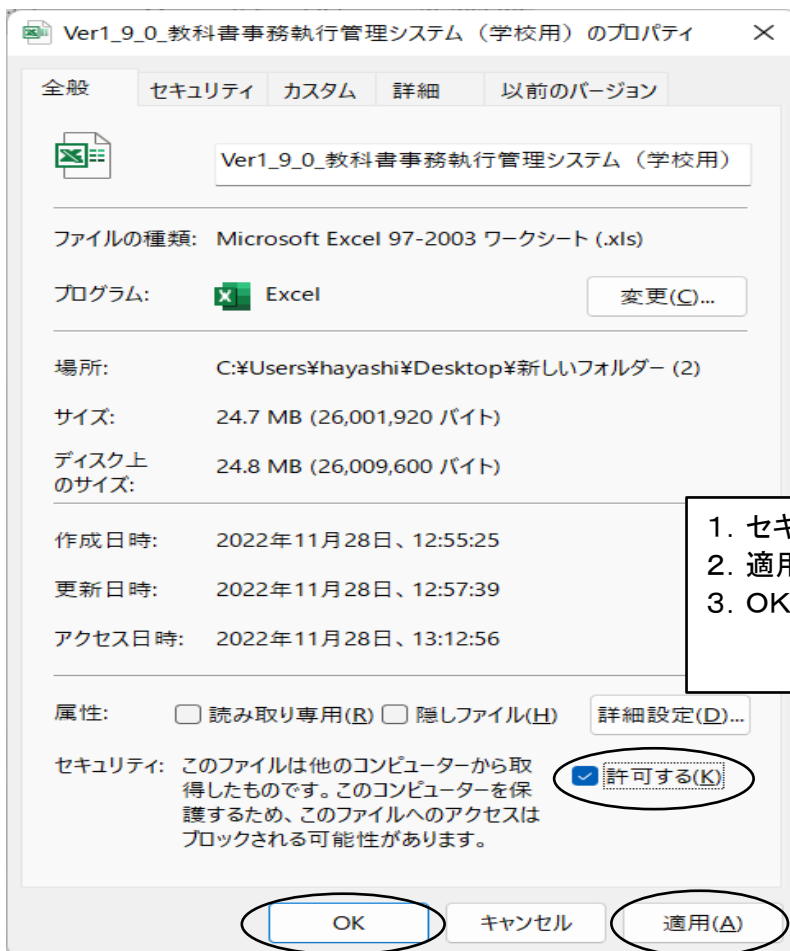 Ver1_9_0_教科書事務執行管理システム（学校用）のプロパティ
全般 セキュリティ カスタム 詳細 以前のバージョン
Ver1_9_0_教科書事務執行管理システム（学校用）
ファイルの種類: Microsoft Excel 97-2003 ワークシート (.xls)
プログラム: Excel 変更(C)...
場所: C:¥Users¥hayashi¥Desktop¥新しいフォルダー (2)
サイズ: 24.7 MB (26,001,920 バイト)
ディスク上
のサイズ: 24.8 MB (26,009,600 バイト)
作成日時: 2022年11月28日、12:55:25
1．セキ
2．適用
更新日時: 2022年11月28日、12:57:39
3．OK
アクセス日時: 2022年11月28日、13:12:56
属性: 読み取り専用(R) 隠しファイル(H) 詳細設定(D)...
セキュリティ: このファイルは他のコンピューターから取 許可する(K)
得したものです。このコンピューターを保
護するため、このファイルへのアクセスは
ブロックされる可能性があります。
OK キャンセル 適用(A)